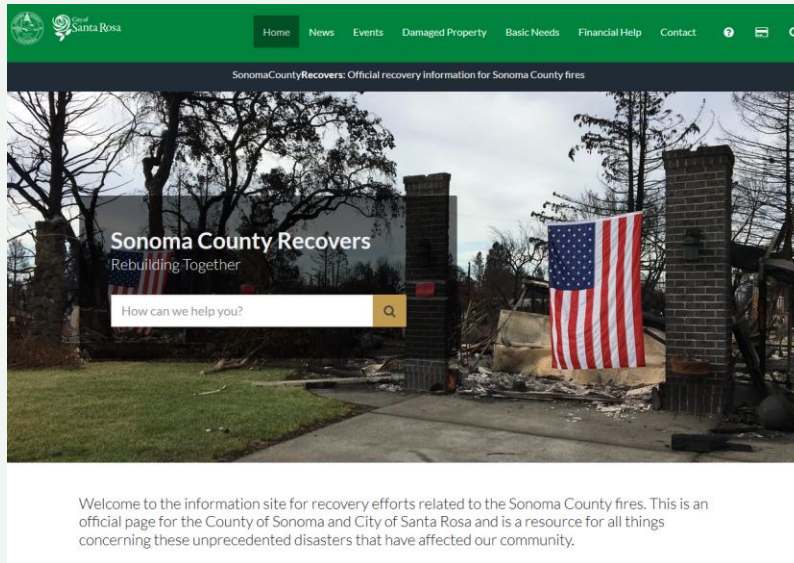 City of
Santa Rosa
Home News Events Damaged Property Basic Needs Financial Help Contact
SonomaCountyRecovers: Official recovery information for Sonoma County fires
Sonoma County Recovers
Rebuilding Together
How can we help you?
Welcome to the information site for recovery efforts related to the Sonoma County fires. This is an
official page for the County of Sonoma and City of Santa Rosa and is a resource for all things
concerning these unprecedented disasters that have affected our community.